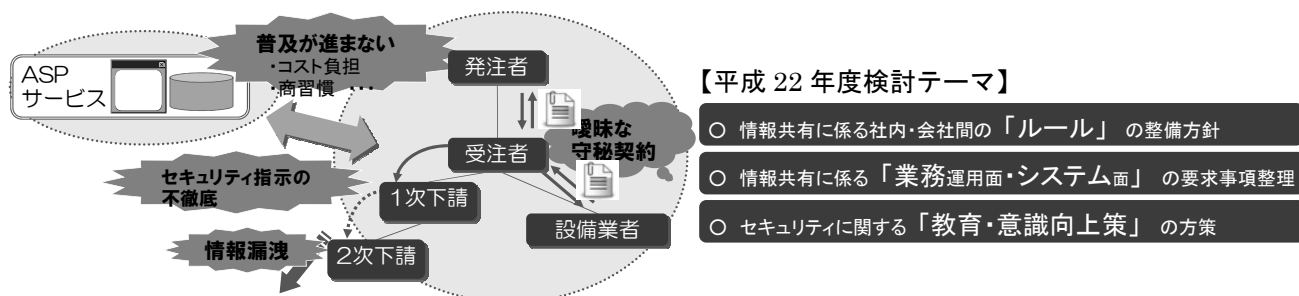 普及が進まない
・コスト負担
・商習慣 ･･･
ASP
サービス
発注者
曖昧な
守秘契約
受注者
セキュリティ指示の
不徹底
1次下請
設備業者
情報漏洩
2次下請
【平成 22 年度検討テーマ】
○ 情報共有に係る社内・会社間の「ルール」 の整備方針
○ 情報共有に係る「業務運用面・システム面」 の要求事項整理
○ セキュリティに関する「教育・意識向上策」 の方策